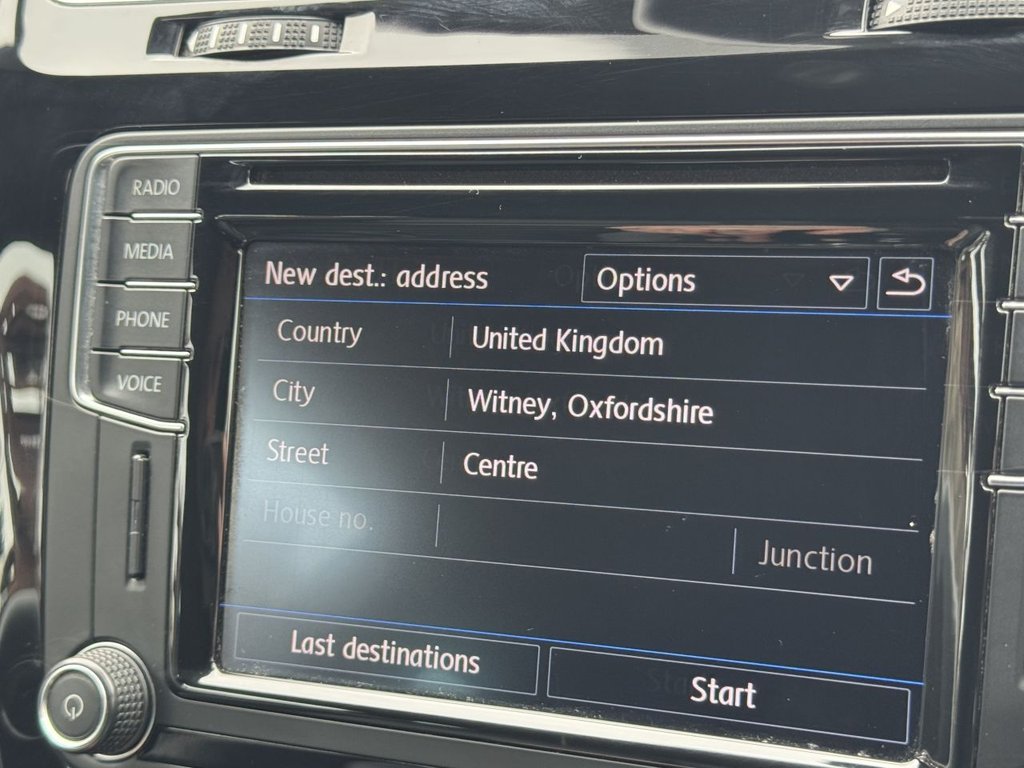 RADIO
MEDIA
PHONE
VOICE
New dest.: address
Options
Country
United Kingdom
City
Witney, Oxfordshire
Street
Centre
House no.
Junction
Last destinations
Start